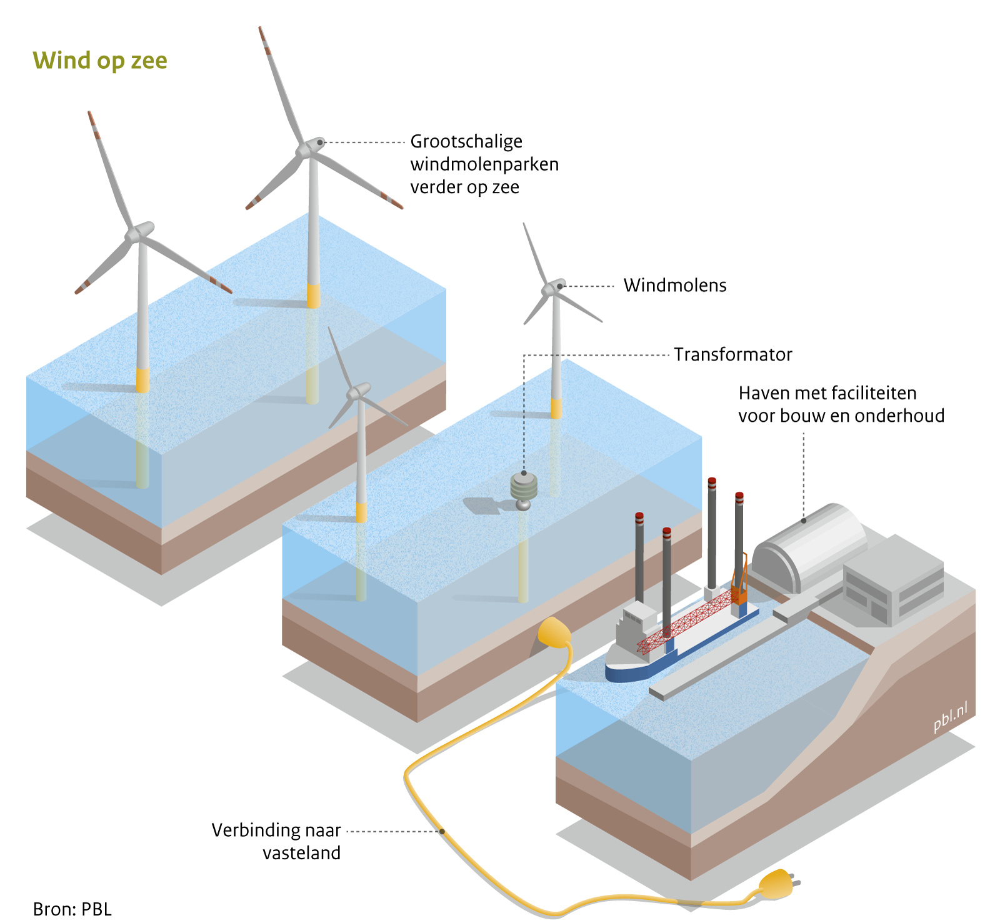 Wind op zee
Grootschalige
windmolenparken
verder op zee
Windmolens
Transformator
Haven met faciliteiten
voor bouw en onderhoud
pbl.nl
Verbinding naar
vasteland
Bron: PBL